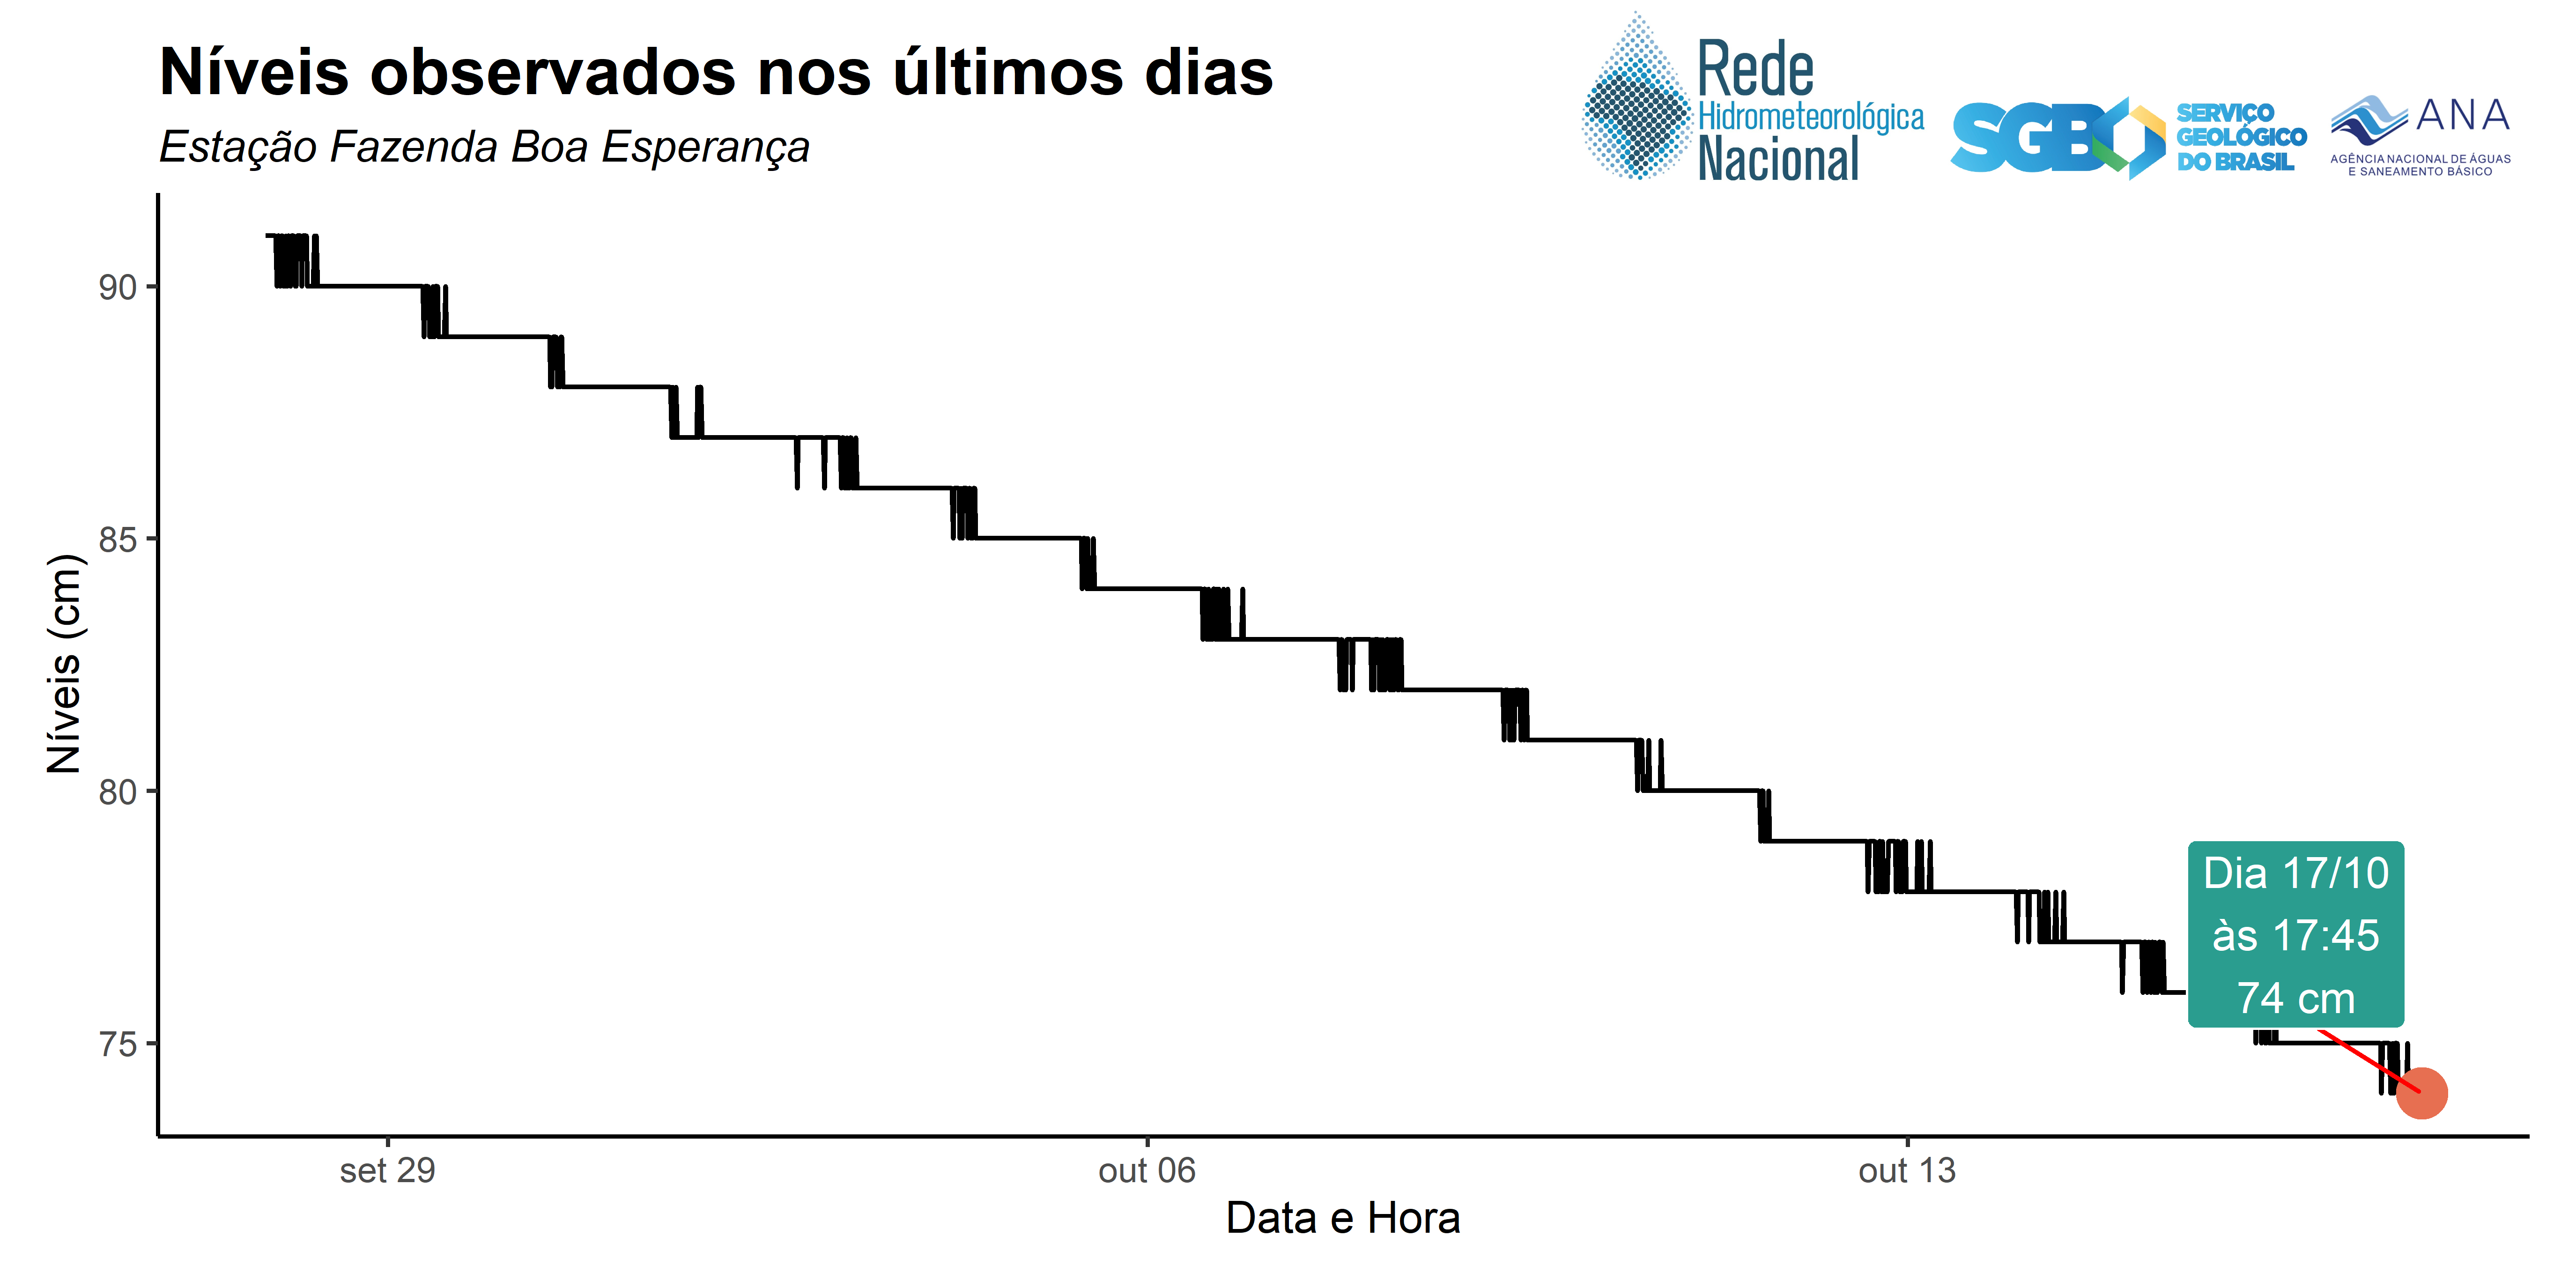 Níveis observados nos últimos dias
Estação Fazenda Boa Esperança
Rede
Hidrometeorológica
Nacional
SGB
SERVIÇO
GEOLÓGICO
DO BRASIL
ANA
AGÊNCIA NACIONAL DE ÁGUAS
E SANEAMENTO BÁSICO
Níveis (cm)
90
85
80
75
Dia 17/10
às 17:45
74 cm
set 29
out 06
out 13
Data e Hora